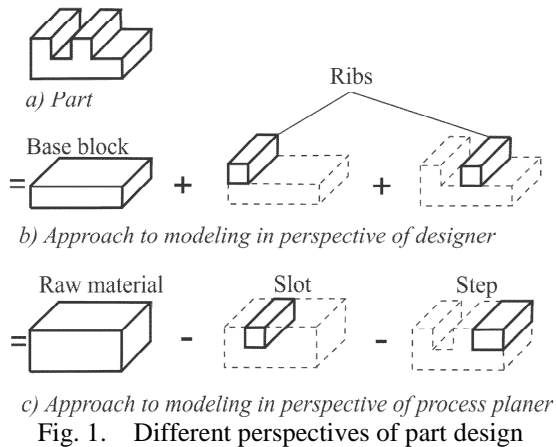 a) Part
Ribs
Base block
= + +
b) Approach to modeling in perspective of designer
Raw material Slot Step
= - -
c) Approach to modeling in perspective of process planer
Fig. 1. Different perspectives of part design